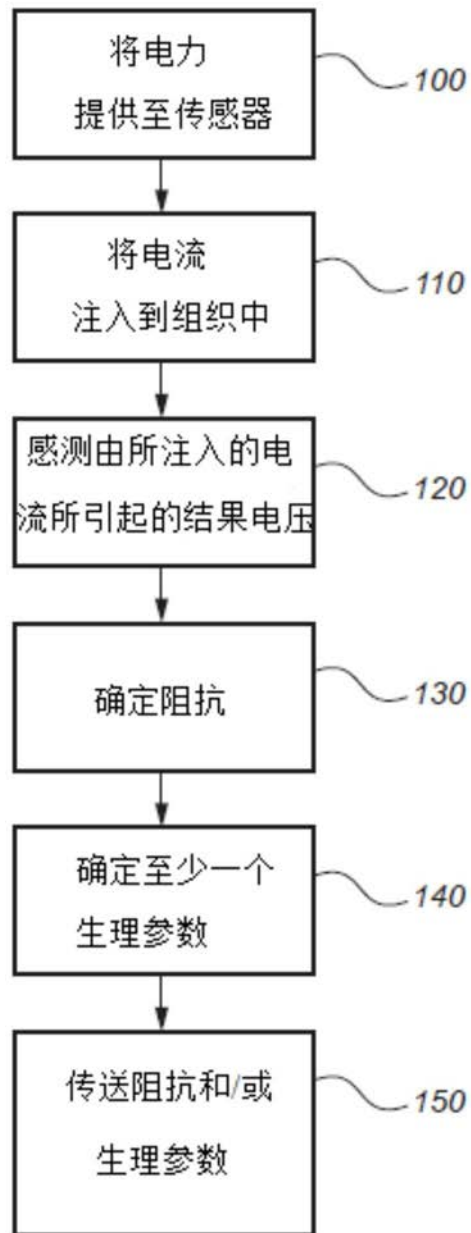 将电力
提供至传感器
100
将电流
注入到组织中
110
感测由所注入的电
流所引起的结果电压
120
确定阻抗
130
确定至少一个
生理参数
140
传送阻抗和/或
生理参数
150